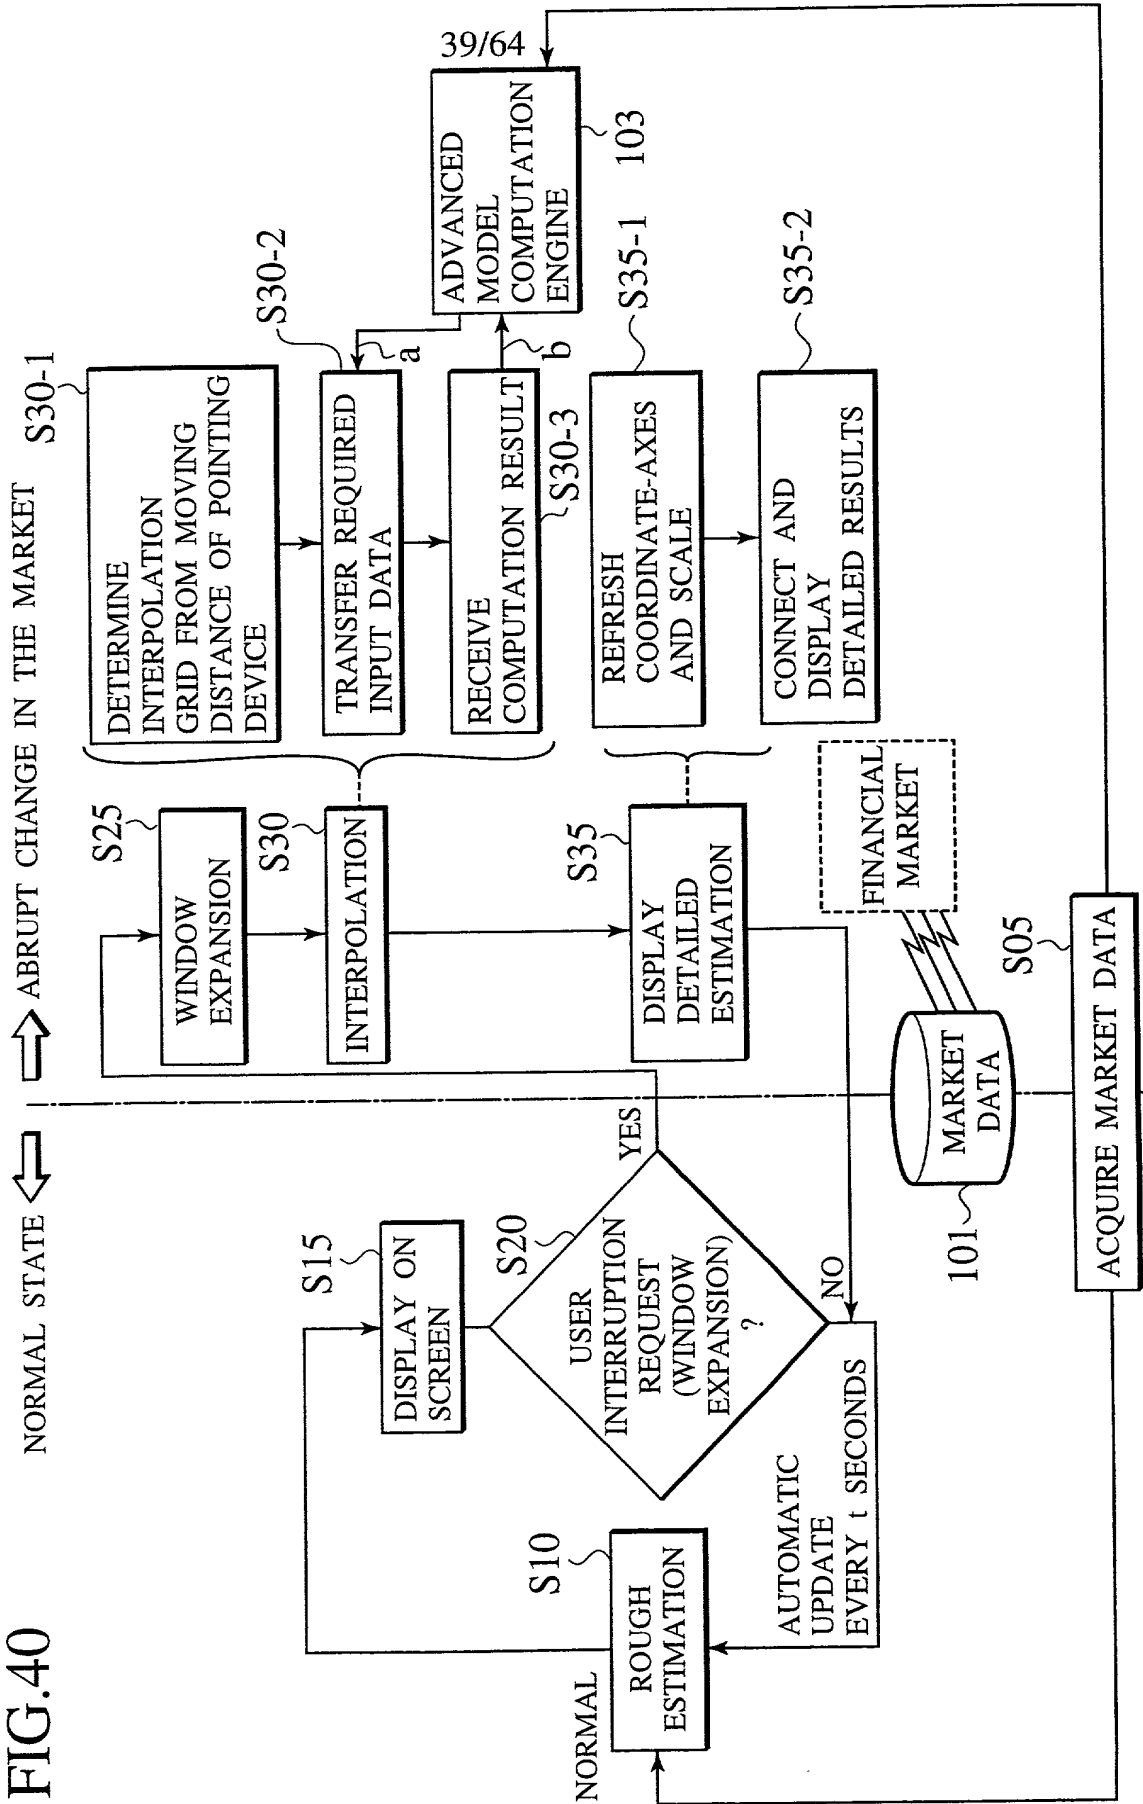 FIG.40
NORMAL STATE
ABRUPT CHANGE IN THE MARKET
S25
WINDOW
EXPANSION
S30
INTERPOLATION
S35
DISPLAY
DETAILED
ESTIMATION
S30-1
DETERMINE
INTERPOLATION
GRID FROM MOVING
DISTANCE OF POINTING
DEVICE
S30-2
TRANSFER REQUIRED
INPUT DATA
RECEIVE
COMPUTATION RESULT
S30-3
a
b
39/64
ADVANCED
MODEL
COMPUTATION
ENGINE
103
S35-1
REFRESH
COORDINATE-AXES
AND SCALE
S35-2
CONNECT AND
DISPLAY
DETAILED RESULTS
S15
DISPLAY ON
SCREEN
S20
USER
INTERRUPTION
REQUEST
(WINDOW
EXPANSION)
?
YES
NO
NORMAL
S10
ROUGH
ESTIMATION
AUTOMATIC
UPDATE
EVERY t SECONDS
FINANCIAL
MARKET
MARKET
DATA
101
S05
ACQUIRE MARKET DATA